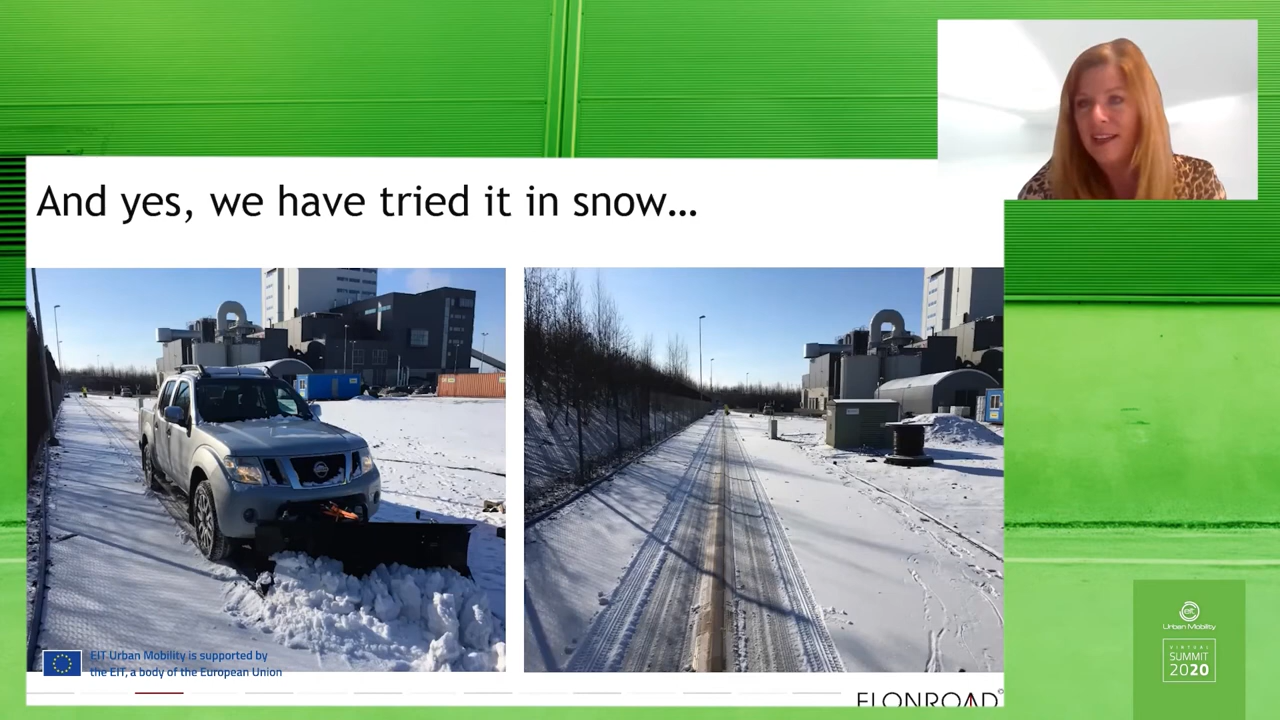 And yes, we have tried it in snow...
EIT Urban Mobility is supported by
the EIT, a body of the European Union
ELONROAD
eit
Urban Mobility
VIRTUAL
SUMMIT
2020